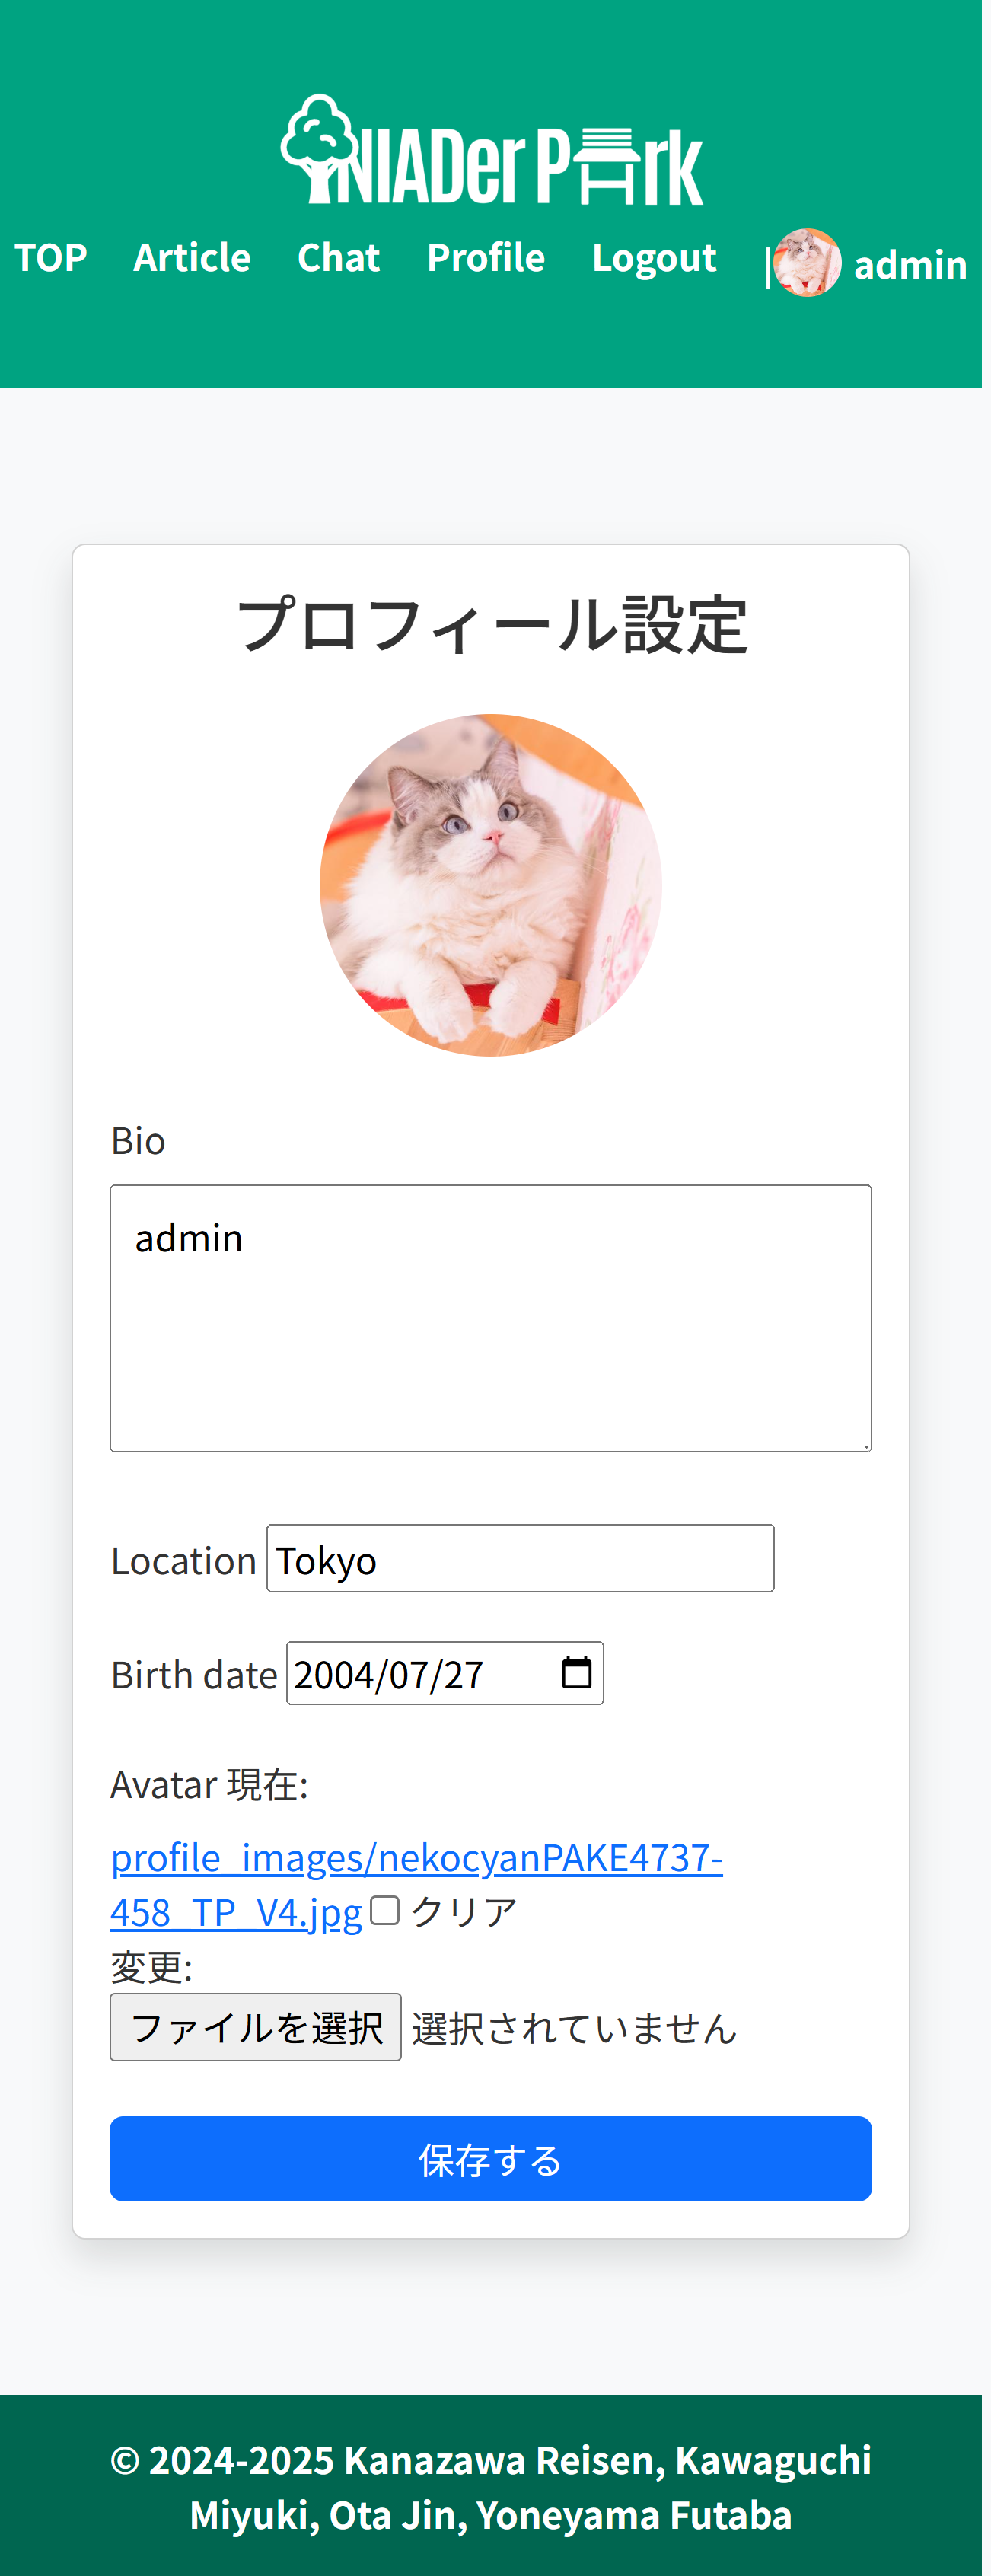 NIADer Park
TOP Article Chat Profile Logout | admin
プロフィール設定
Bio
admin
Location Tokyo
Birth date 2004/07/27
Avatar 現在:
profile_images/nekocyanPAKE4737-
458_TP_V4.jpg クリア
変更:
ファイルを選択 選択されていません
保存する
© 2024-2025 Kanazawa Reisen, Kawaguchi
Miyuki, Ota Jin, Yoneyama Futaba